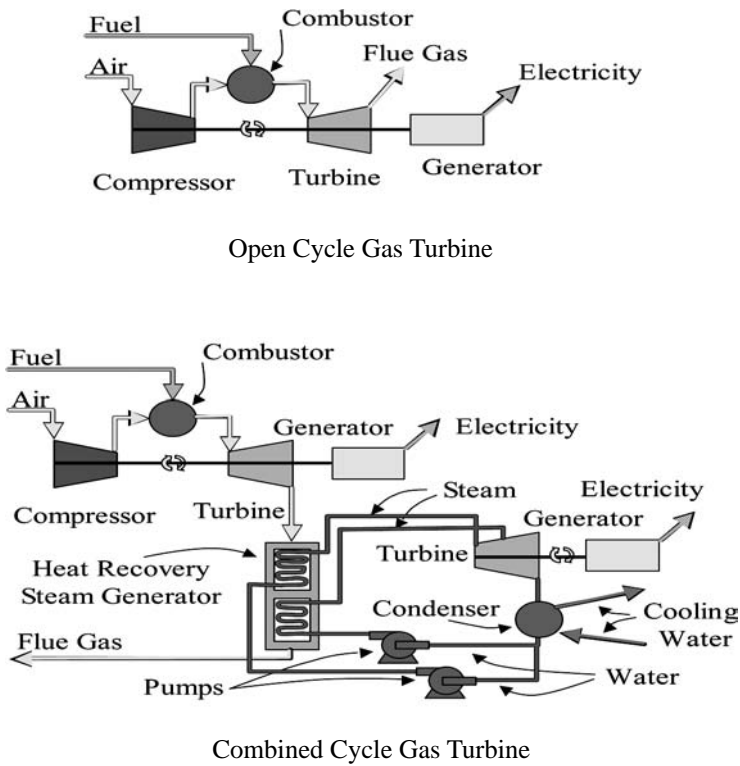 Fuel
Combustor
Flue Gas
Air
Electricity
Compressor
Turbine
Generator
Open Cycle Gas Turbine
Fuel
Combustor
Air
Generator
Electricity
Compressor
Turbine
Steam
Electricity
Generator
Turbine
Heat Recovery
Steam Generator
Condenser
Cooling
Water
Flue Gas
Pumps
Water
Combined Cycle Gas Turbine